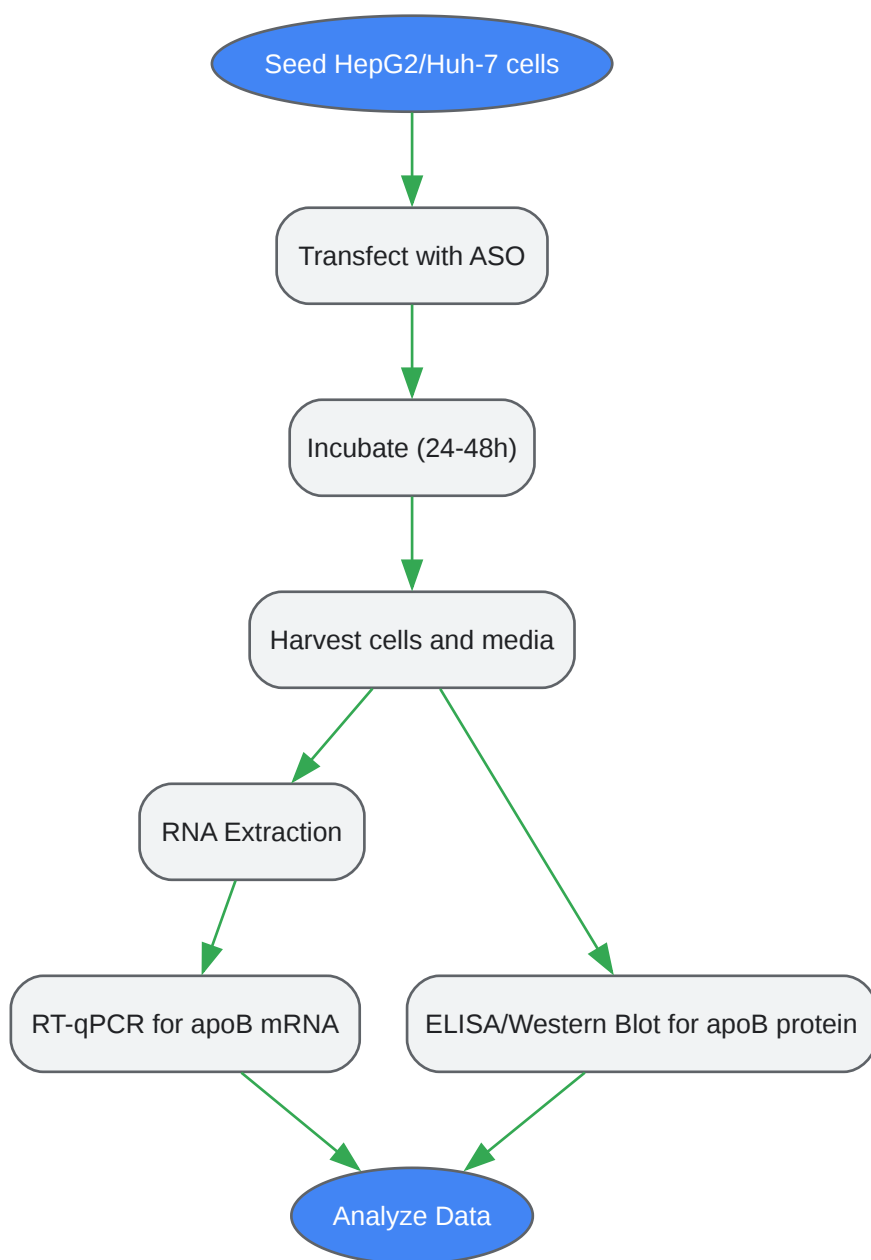 Seed HepG2/Huh-7 cells
Transfect with ASO
Incubate (24-48h)
Harvest cells and media
RNA Extraction
RT-qPCR for apoB mRNA
ELISA/Western Blot for apoB protein
Analyze Data